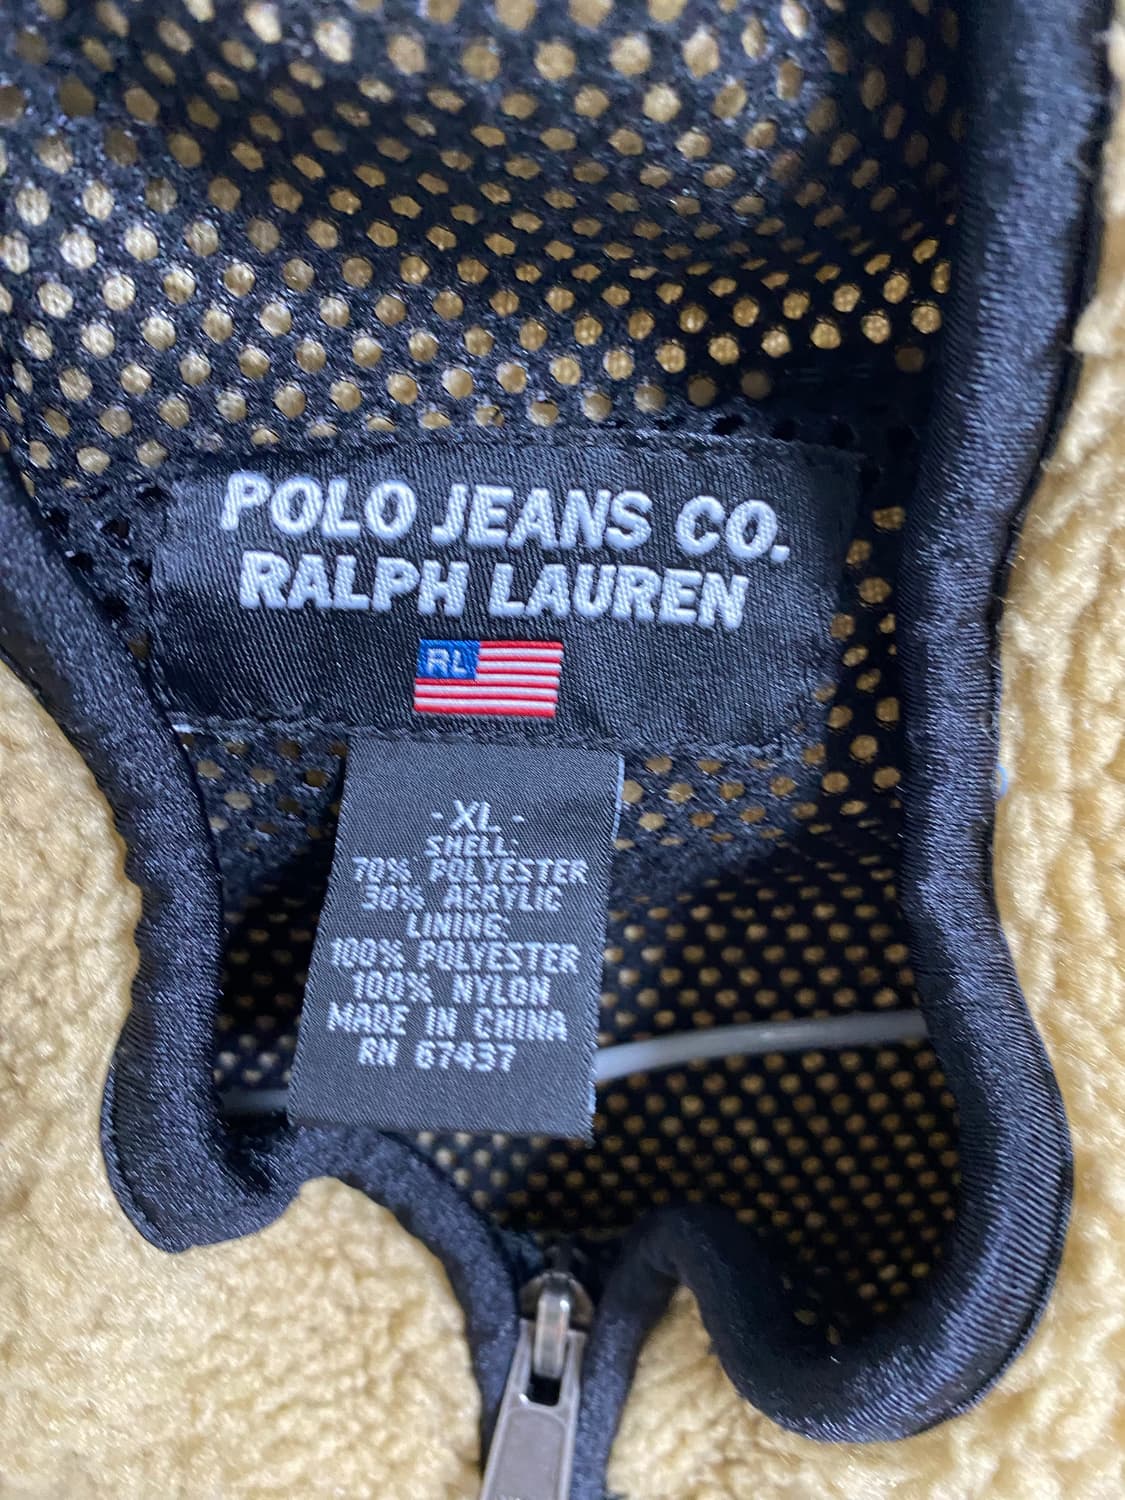 POLO JEANS CO.
RALPH LAUREN
RL
- XL -
SHELL:
70% POLYESTER
30% ACRYLIC
LINING:
100% POLYESTER
100% NYLON
MADE IN CHINA
RN 67437